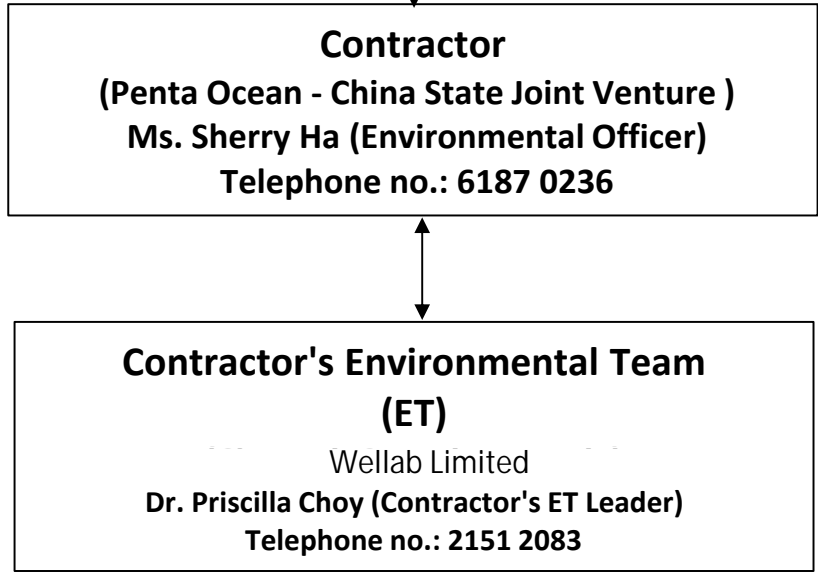 Contractor
(Penta Ocean - China State Joint Venture )
Ms. Sherry Ha (Environmental Officer)
Telephone no.: 6187 0236
Contractor's Environmental Team
(ET)
Wellab Limited
Dr. Priscilla Choy (Contractor's ET Leader)
Telephone no.: 2151 2083